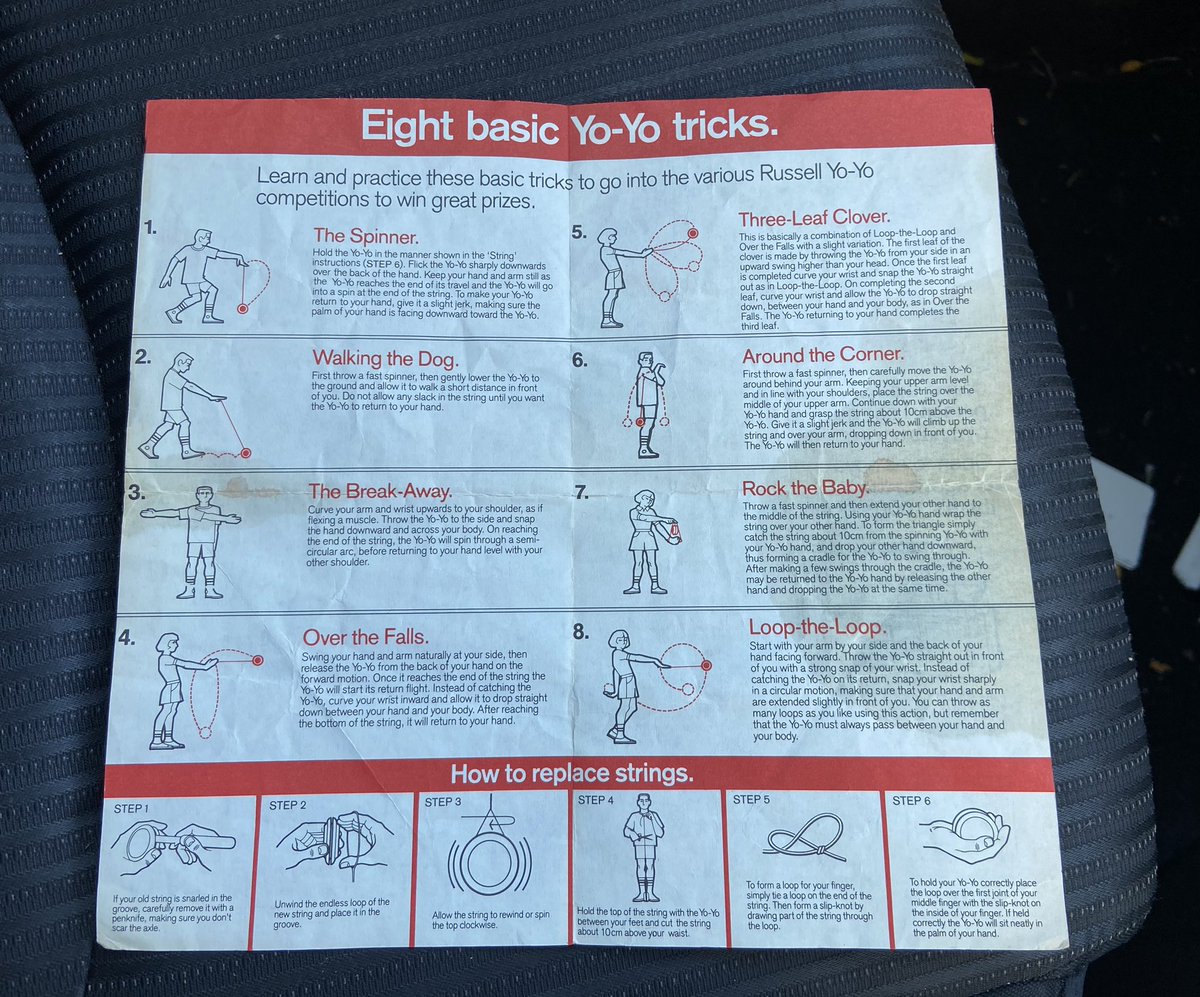 Eight basic Yo-Yo tricks.
Learn and practice these basic tricks to go into the various Russell Yo-Yo
competitions to win great prizes.
1.
The Spinner.
Hold the Yo-Yo in the manner shown in the 'String'
instructions (STEP 6). Flick the Yo-Yo sharply downwards
over the back of the hand. Keep your hand and arm still as
the Yo-Yo reaches the end of its travel and the Yo-Yo will go
into a spin at the end of the string. To make your Yo-Yo
return to your hand, give it a slight jerk, making sure the
palm of your hand is facing downward toward the Yo-Yo.
2.
Walking the Dog.
First throw a fast spinner, then gently lower the Yo-Yo to
the ground and allow it to walk a short distance in front
of you. Do not allow any slack in the string until you want
the Yo-Yo to return to your hand.
3.
The Break-Away.
Curve your arm and wrist upwards to your shoulder, as if
flexing a muscle. Throw the Yo-Yo to the side and snap
the hand downward and across your body. On reaching
the end of the string, the Yo-Yo will spin through a semi-
circular arc, before returning to your hand level with your
other shoulder.
4.
Over the Falls.
Swing your hand and arm naturally at your side, then
release the Yo-Yo from the back of your hand on the
forward motion. Once it reaches the end of the string the
Yo-Yo will start its return flight. Instead of catching the
Yo-Yo, curve your wrist inward and allow it to drop straight
down between your hand and your body. After reaching
the bottom of the string, it will return to your hand.
5.
Three-Leaf Clover.
This is basically a combination of Loop-the-Loop and
Over the Falls with a slight variation. The first leaf of the
clover is made by throwing the Yo-Yo from your side in an
upward swing higher than your head. Once the first leaf
is completed curve your wrist and snap the Yo-Yo straight
out as in Loop-the-Loop. On completing the second
leaf, curve your wrist and allow the Yo-Yo to drop straight
down, between your hand and your body, as in Over the
Falls. The Yo-Yo returning to your hand completes the
third leaf.
6.
Around the Corner.
First throw a fast spinner, then carefully move the Yo-Yo
around behind your arm. Keeping your upper arm level
and in line with your shoulders, place the string over the
middle of your upper arm. Continue down with your
Yo-Yo hand and grasp the string about 10cm above the
Yo-Yo. Give it a slight jerk and the Yo-Yo will climb up the
string and over your arm, dropping down in front of you.
The Yo-Yo will then return to your hand.
7.
Rock the Baby.
Throw a fast spinner and then extend your other hand to
the middle of the string. Using your Yo-Yo hand wrap the
string over your other hand. To form the triangle simply
catch the string about 10cm from the spinning Yo-Yo with
your Yo-Yo hand, and drop your other hand downward,
thus forming a cradle for the Yo-Yo to swing through.
After making a few swings through the cradle, the Yo-Yo
may be returned to the Yo-Yo hand by releasing the other
hand and dropping the Yo-Yo at the same time.
8.
Loop-the-Loop.
Start with your arm by your side and the back of your
hand facing forward. Throw the Yo-Yo straight out in front
of you with a strong snap of your wrist. Instead of
catching the Yo-Yo on its return, snap your wrist sharply
in a circular motion, making sure that your hand and arm
are extended slightly in front of you. You can throw as
many loops as you like using this action, but remember
that the Yo-Yo must always pass between your hand and
your body.
How to replace strings.
STEP 1
If your old string is snarled in the
groove, carefully remove it with a
penknife, making sure you don't
scar the axle.
STEP 2
Unwind the endless loop of the
new string and place it in the
groove.
STEP 3
Allow the string to rewind or spin
the top clockwise.
STEP 4
Hold the top of the string with the Yo-Yo
between your feet and cut the string
about 10cm above your waist.
STEP 5
To form a loop for your finger,
simply tie a loop on the end of the
string. Then form a slip-knot by
drawing part of the string through
the loop.
STEP 6
To hold your Yo-Yo correctly place
the loop over the first joint of your
middle finger with the slip-knot on
the inside of your finger. If held
correctly the Yo-Yo will sit neatly in
the palm of your hand.